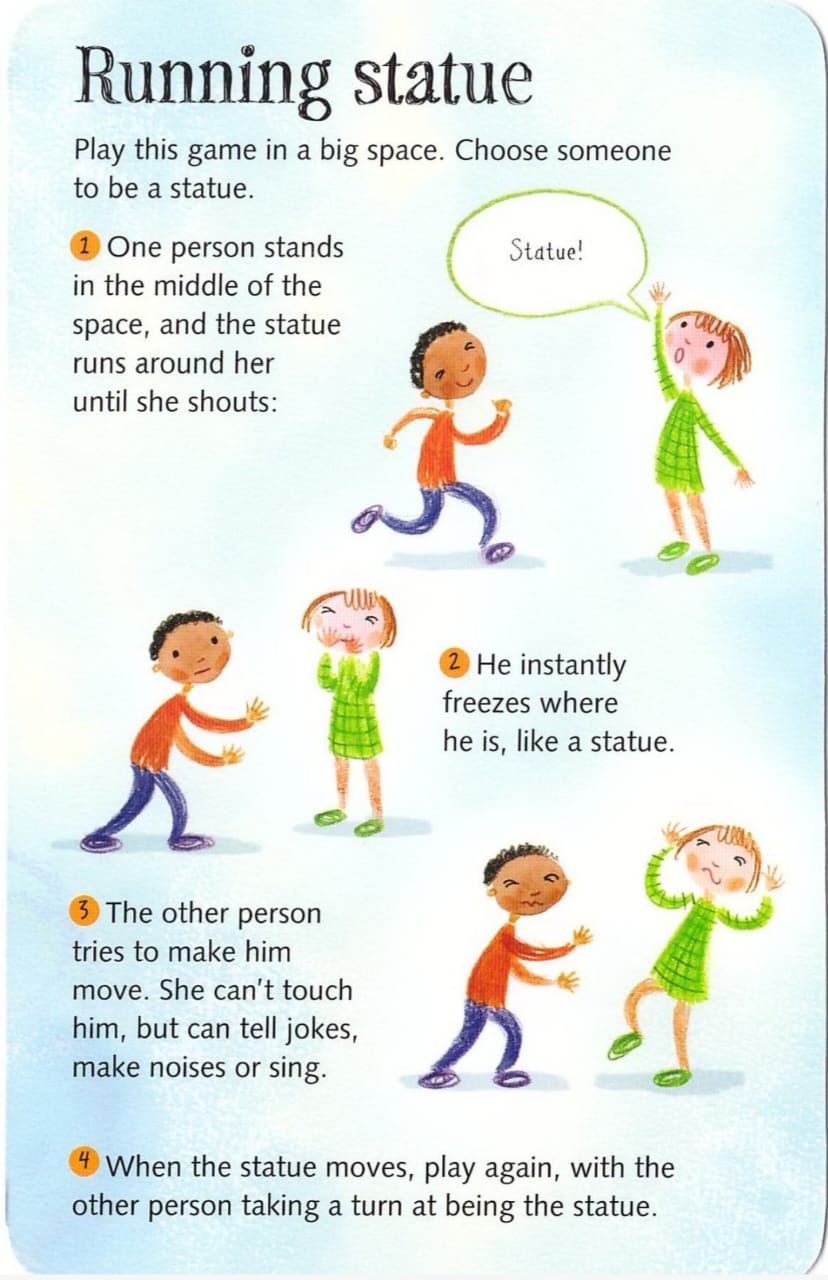 Running statue
Play this game in a big space. Choose someone
to be a statue.
1 One person stands
in the middle of the
space, and the statue
runs around her
until she shouts:
Statue!
2 He instantly
freezes where
he is, like a statue.
3 The other person
tries to make him
move. She can't touch
him, but can tell jokes,
make noises or sing.
4 When the statue moves, play again, with the
other person taking a turn at being the statue.